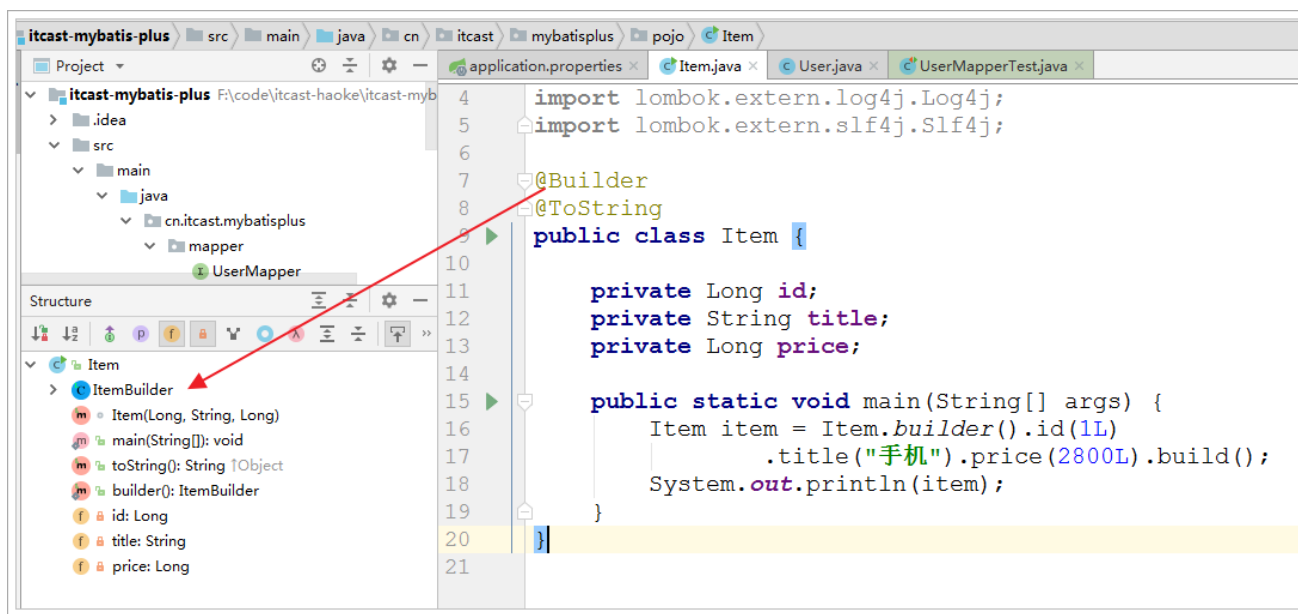 itcast-mybatis-plus src main java cn itcast mybatisplus pojo Item
Project
application.properties Item.java User.java UserMapperTest.java
itcast-mybatis-plus F:\code\itcast-haoke\itcast-myb
.idea
src
main
java
cn.itcast.mybatisplus
mapper
UserMapper
Structure
Item
ItemBuilder
Item(Long, String, Long)
main(String[]): void
toString(): String ↑Object
builder(): ItemBuilder
id: Long
title: String
price: Long
4 import lombok.extern.log4j.Log4j;
5 import lombok.extern.slf4j.Slf4j;
6
7 @Builder
8 @ToString
9 public class Item {
10
11 private Long id;
12 private String title;
13 private Long price;
14
15 public static void main(String[] args) {
16 Item item = Item.builder().id(1L)
17 .title("手机").price(2800L).build();
18 System.out.println(item);
19 }
20 }
21